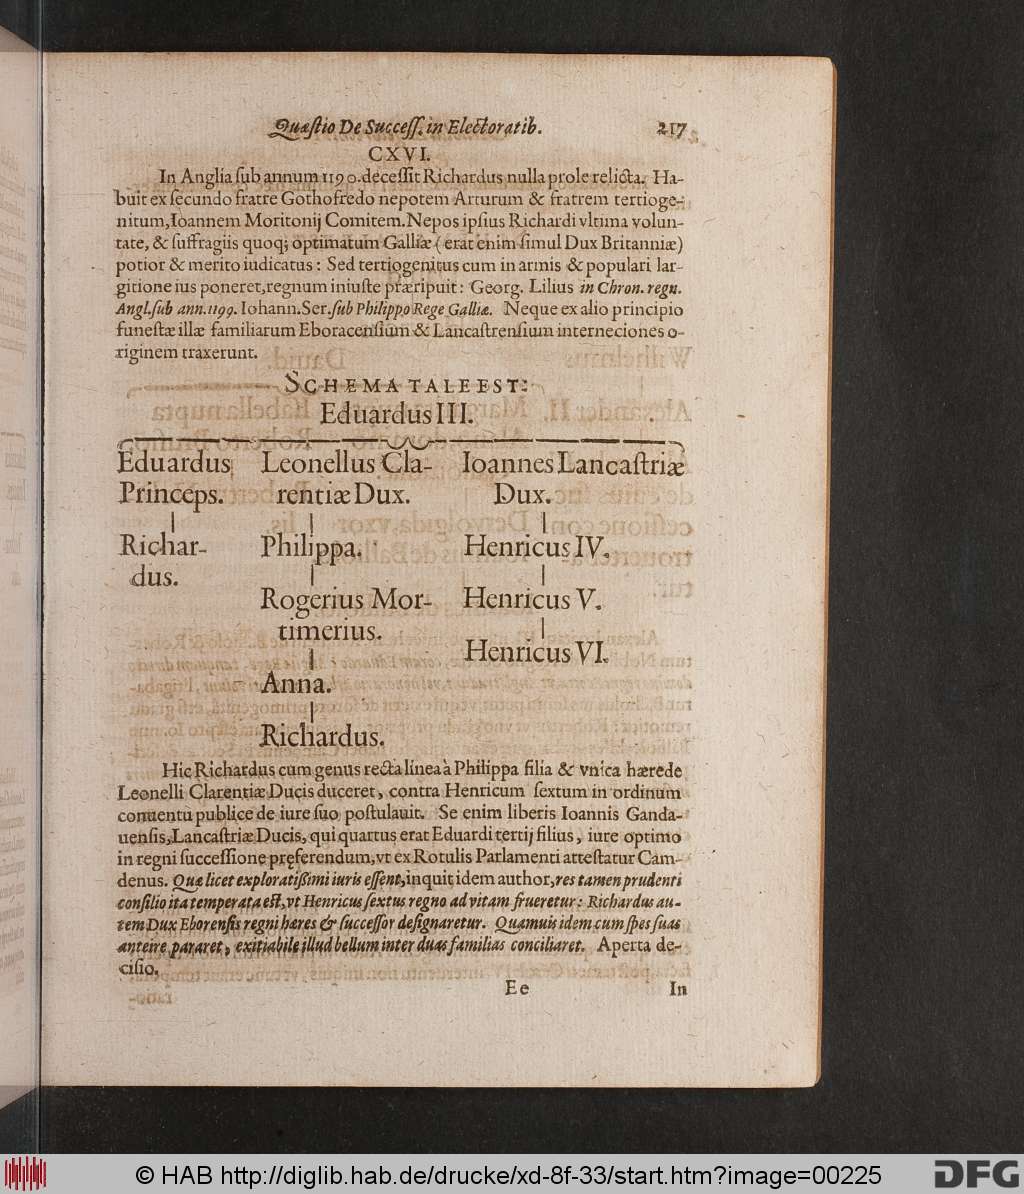 Quæstio De Success. in Electoratib. 217
CXVI.
In Anglia sub annum 1190. decessit Richardus nulla prole relicta. Ha-
buit ex secundo fratre Gothofredo nepotem Arturum & fratrem tertioge-
nitum, Ioannem Moritonij Comitem. Nepos ipsius Richardi vltima volun-
tate, & suffragiis quoq; optimatum Galliæ (erat enim simul Dux Britanniæ)
potior & merito iudicatus: Sed tertiogenitus cum in armis & populari lar-
gitione ius poneret, regnum iniuste præripuit: Georg. Lilius in Chron. regn.
Angl. sub ann. 1199. Iohann. Ser. sub Philippo Rege Galliæ. Neque ex alio principio
funestæ illæ familiarum Eboracensium & Lancastrensium interneciones o-
riginem traxerunt.
SCHEMA TALE EST:
Eduardus III.
Eduardus Leonellus Cla- Ioannes Lancastriæ
Princeps. rentiæ Dux. Dux.
Richar- Philippa. Henricus IV.
dus.
Rogerius Mor- Henricus V.
timerius.
Henricus VI.
Anna.
Richardus.
Hic Richardus cum genus recta linea à Philippa filia & vnica hærede
Leonelli Clarentiæ Ducis duceret, contra Henricum sextum in ordinum
conuentu publice de iure suo postulauit. Se enim liberis Ioannis Ganda-
uensis, Lancastriæ Ducis, qui quartus erat Eduardi tertij filius, iure optimo
in regni successione pręferendum, vt ex Rotulis Parlamenti attestatur Cam-
denus. Quæ licet exploratissimi iuris essent, inquit idem author, res tamen prudenti
consilio ita temperata est, vt Henricus sextus regno ad vitam frueretur: Richardus au-
tem Dux Eborensis regni hæres & successor designaretur. Quamuis idem cum spes suas
anteire pararet, exitiabile illud bellum inter duas familias conciliaret. Aperta de-
cisio.
Ee In
© HAB http://diglib.hab.de/drucke/xd-8f-33/start.htm?image=00225 DFG